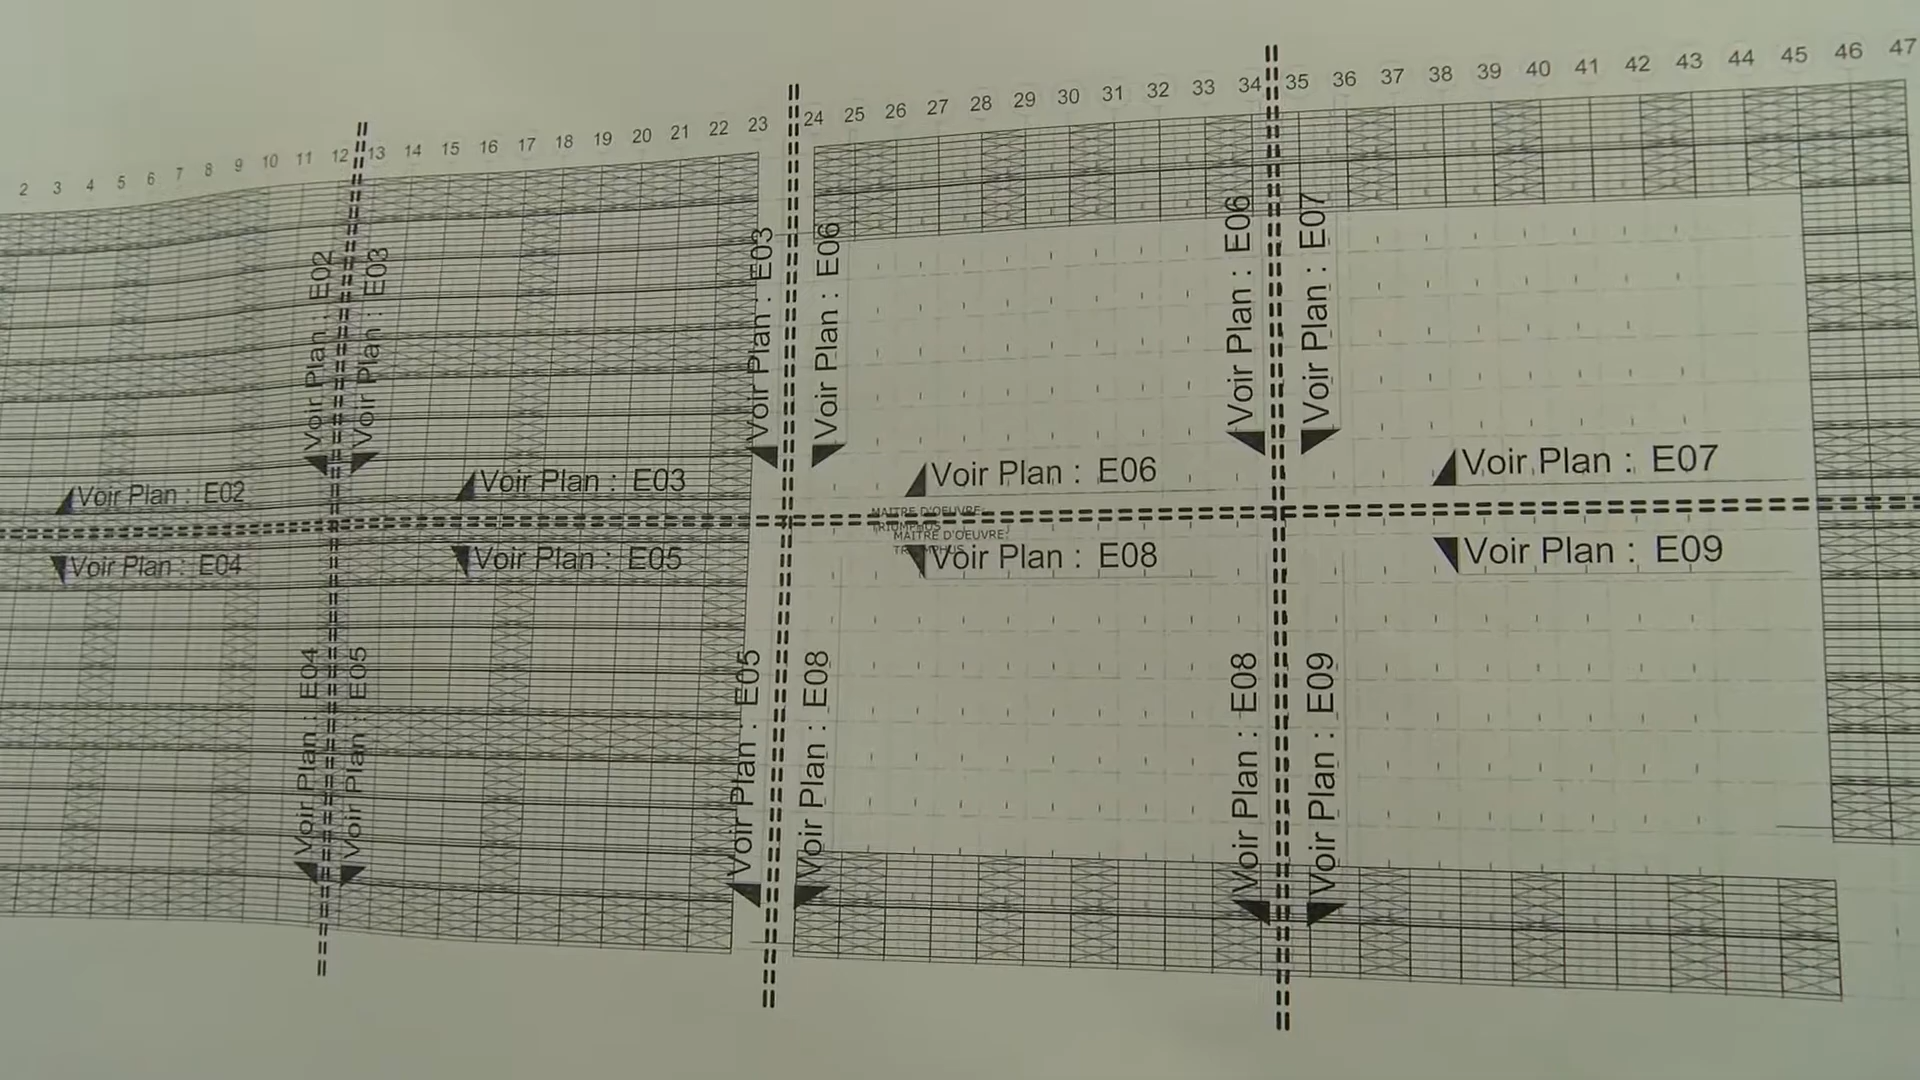 2 3 4 5 6 7 8 9 10 11 12 13 14 15 16 17 18 19 20 21 22 23 24 25 26 27 28 29 30 31 32 33 34 35 36 37 38 39 40 41 42 43 44 45 46 47
Voir Plan : E02
Voir Plan : E03
Voir Plan : E03
Voir Plan : E06
Voir Plan : E06
Voir Plan : E07
Voir Plan : E02
Voir Plan : E03
Voir Plan : E06
Voir Plan : E07
MAITRE D'OEUVRE:
TRIOMPHUS
MAITRE D'OEUVRE:
Voir Plan : E04
Voir Plan : E05
Voir Plan : E08
Voir Plan : E09
Voir Plan : E04
Voir Plan : E05
Voir Plan : E05
Voir Plan : E08
Voir Plan : E08
Voir Plan : E09